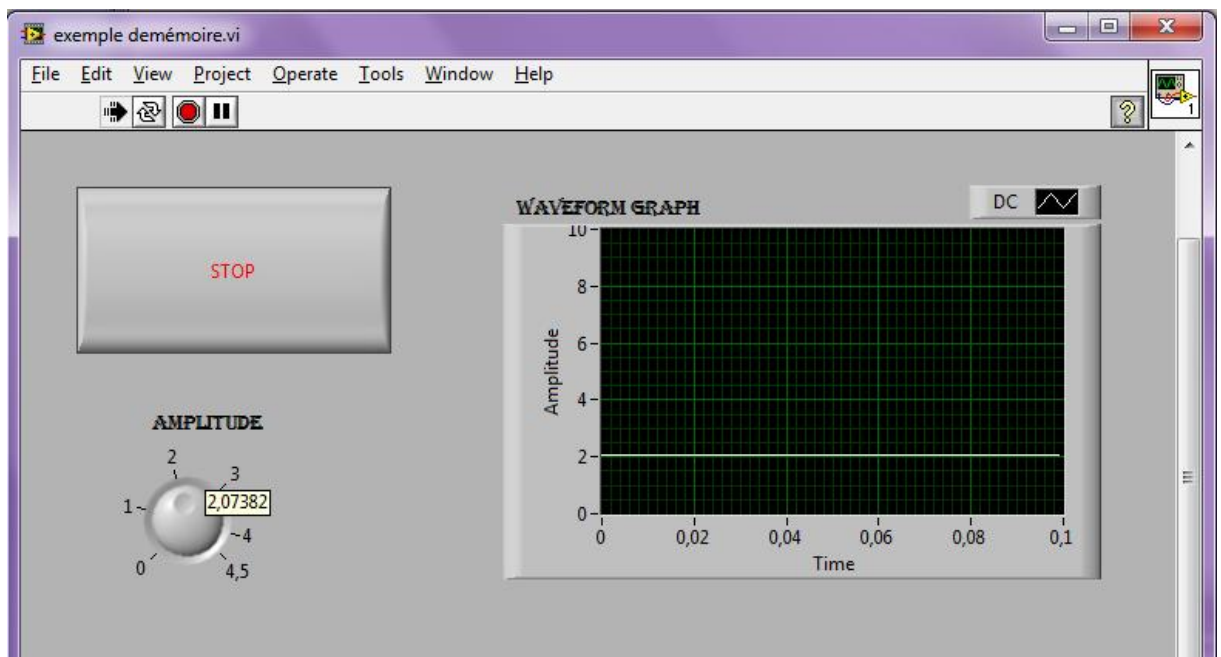 exemple demémoire.vi
File Edit View Project Operate Tools Window Help
1
STOP
WAVEFORM GRAPH
DC
10
8
6
4
2
0
Amplitude
0 0,02 0,04 0,06 0,08 0,1
Time
AMPLITUDE
2
3
1
2,07382
4
0
4,5